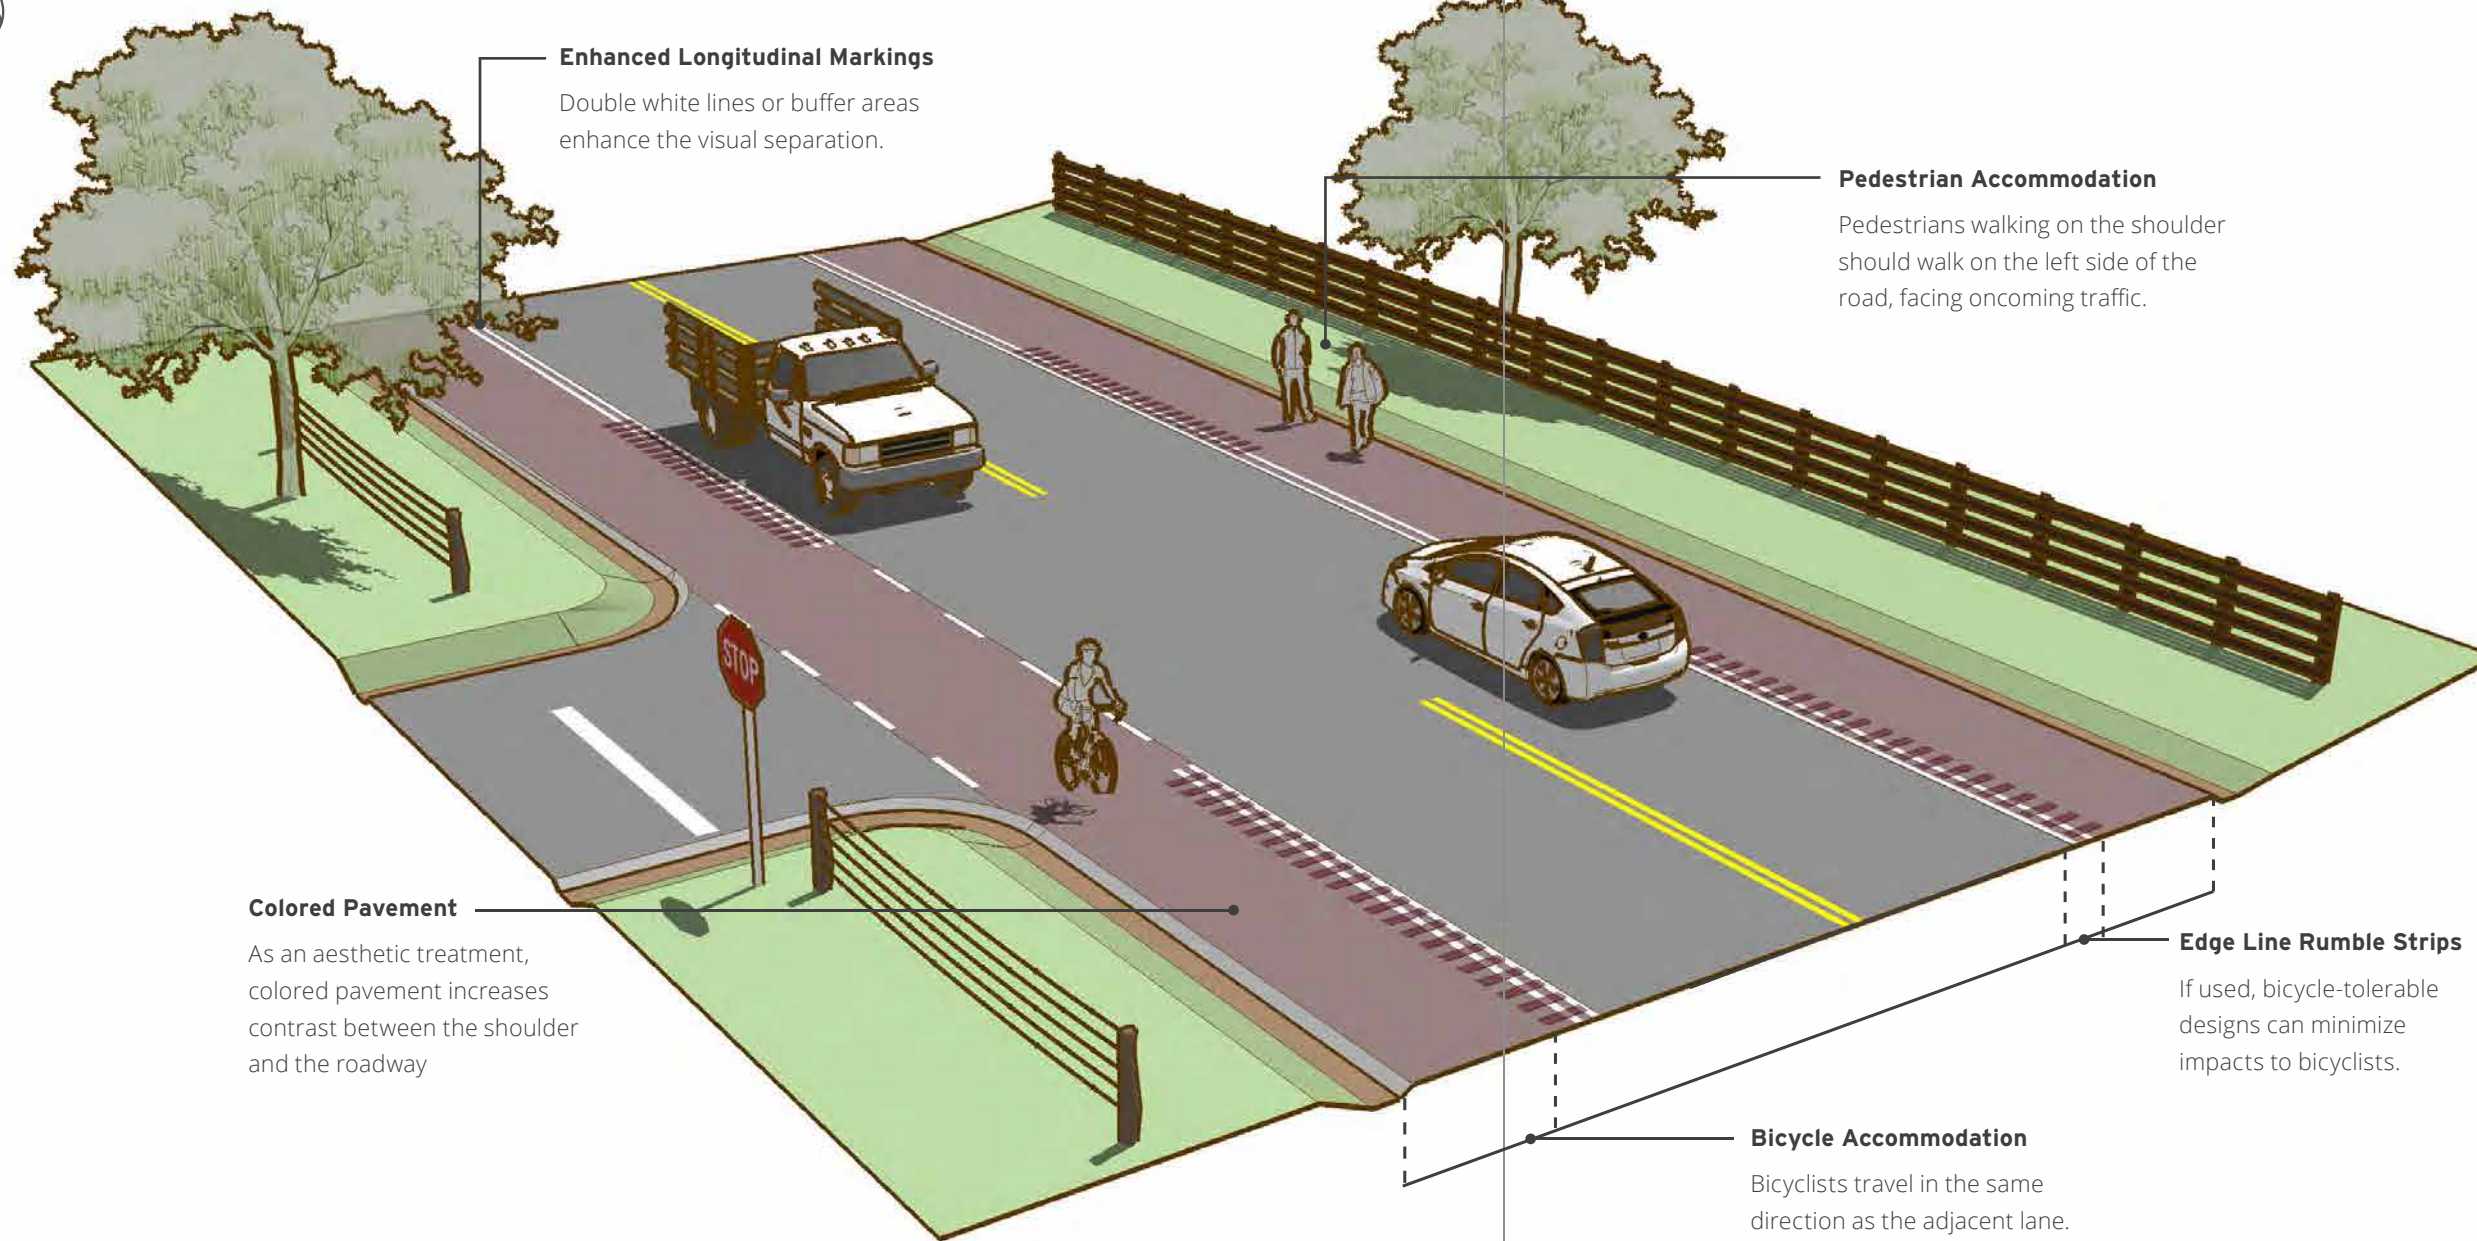 Enhanced Longitudinal Markings
Double white lines or buffer areas
enhance the visual separation.
Pedestrian Accommodation
Pedestrians walking on the shoulder
should walk on the left side of the
road, facing oncoming traffic.
STOP
Colored Pavement
As an aesthetic treatment,
colored pavement increases
contrast between the shoulder
and the roadway
Edge Line Rumble Strips
If used, bicycle-tolerable
designs can minimize
impacts to bicyclists.
Bicycle Accommodation
Bicyclists travel in the same
direction as the adjacent lane.